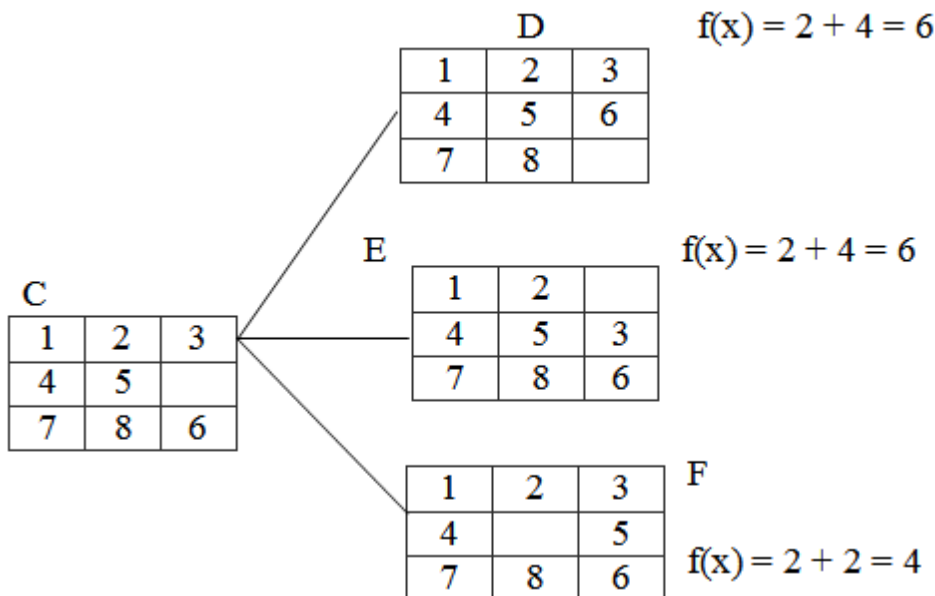 D
f(x) = 2 + 4 = 6
1 2 3
4 5 6
7 8
E
f(x) = 2 + 4 = 6
1 2
4 5 3
7 8 6
C
1 2 3
4 5
7 8 6
F
1 2 3
4 5
7 8 6
f(x) = 2 + 2 = 4